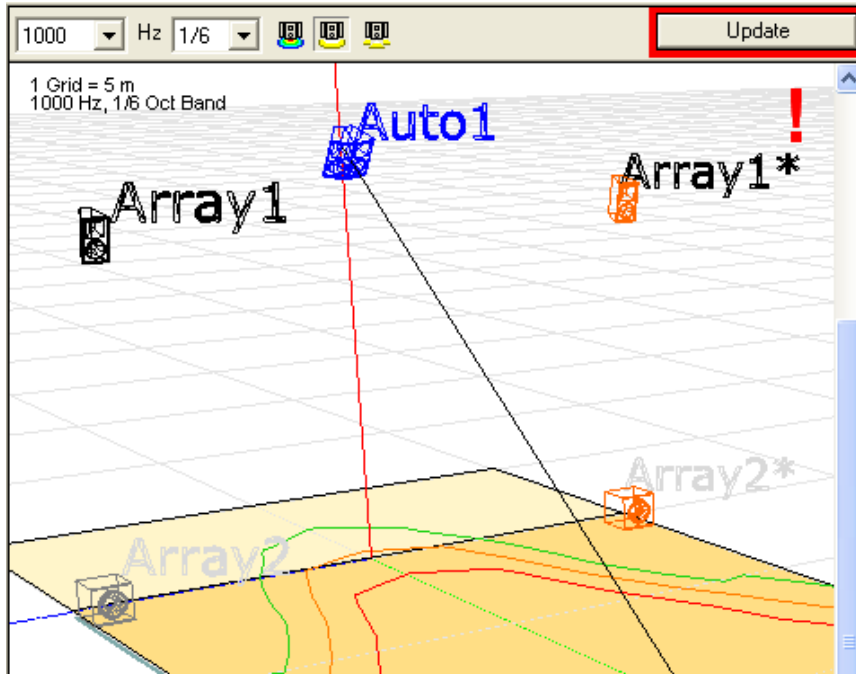 1000 Hz 1/6 Update
1 Grid = 5 m
1000 Hz, 1/6 Oct Band
!
Auto1
Array1*
Array1
Array2*
Array2